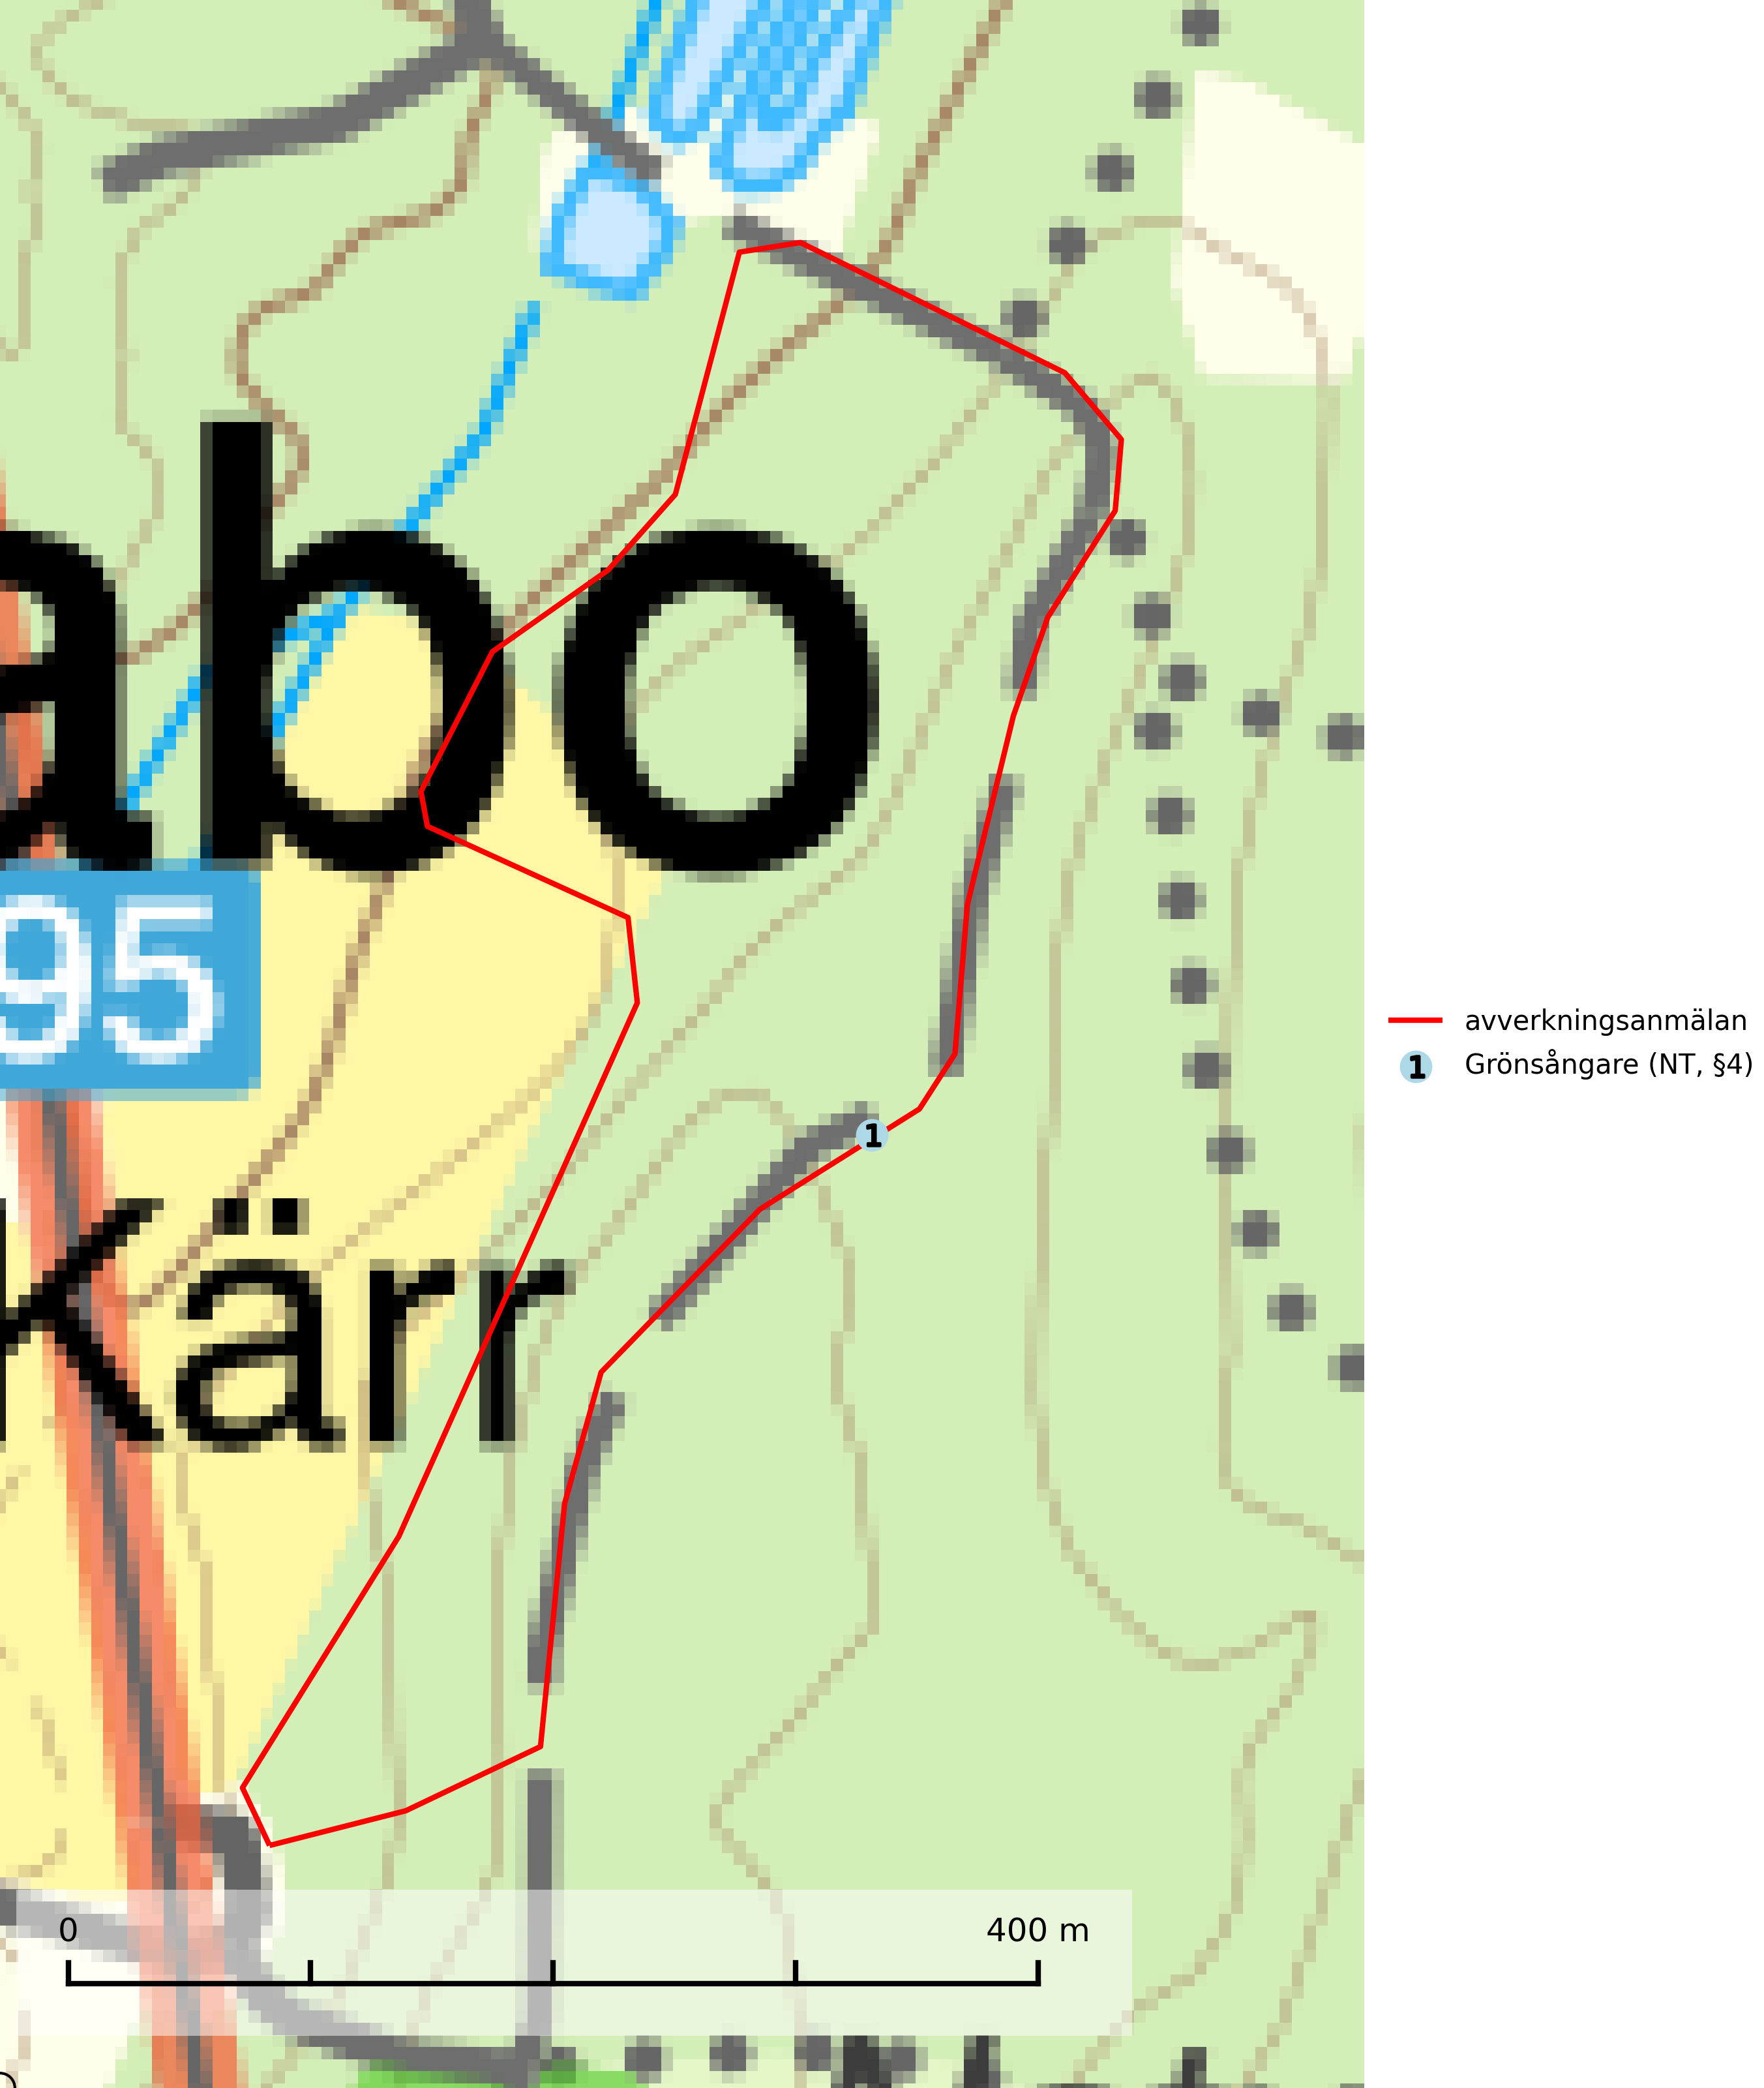 abo
95
Kärr
avverkningsanmälan
1 Grönsångare (NT, §4)
1
0 400 m